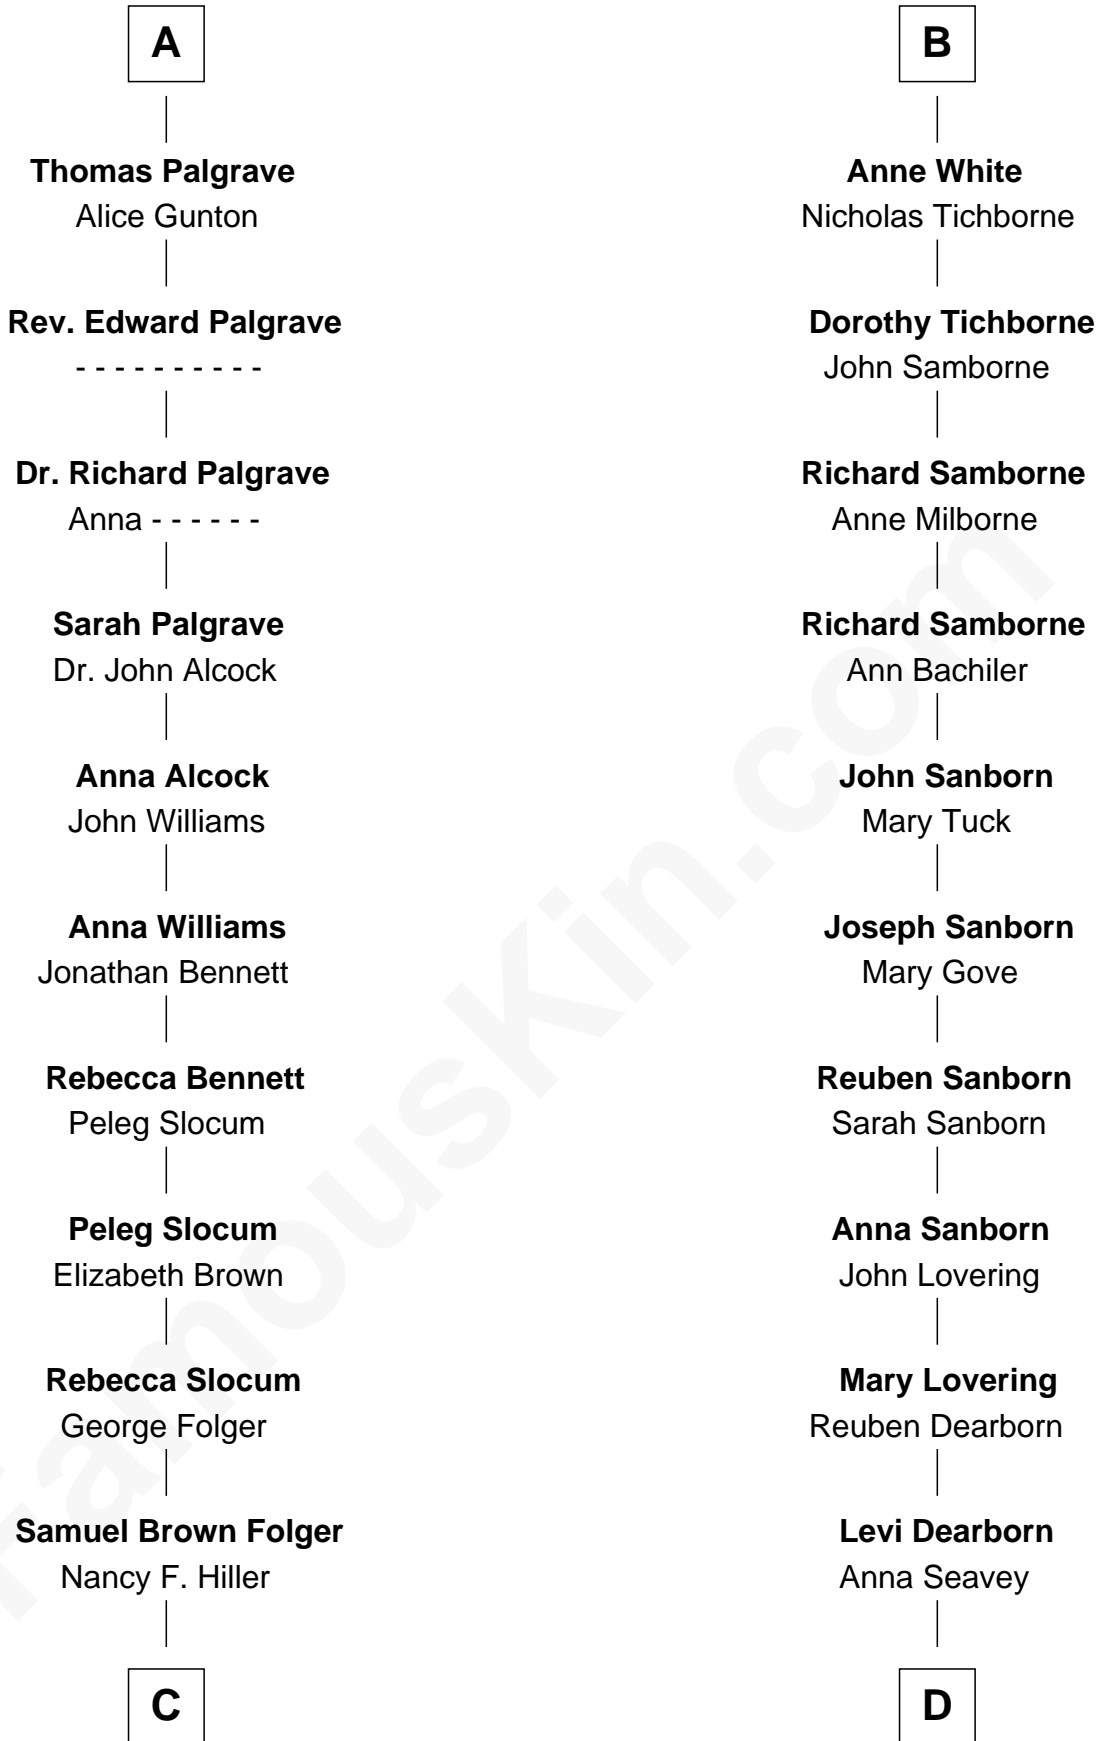 A
Thomas Palgrave
Alice Gunton
Rev. Edward Palgrave
- - - - - - - - - -
Dr. Richard Palgrave
Anna - - - - - -
Sarah Palgrave
Dr. John Alcock
Anna Alcock
John Williams
Anna Williams
Jonathan Bennett
Rebecca Bennett
Peleg Slocum
Peleg Slocum
Elizabeth Brown
Rebecca Slocum
George Folger
Samuel Brown Folger
Nancy F. Hiller
C
B
Anne White
Nicholas Tichborne
Dorothy Tichborne
John Samborne
Richard Samborne
Anne Milborne
Richard Samborne
Ann Bachiler
John Sanborn
Mary Tuck
Joseph Sanborn
Mary Gove
Reuben Sanborn
Sarah Sanborn
Anna Sanborn
John Lovering
Mary Lovering
Reuben Dearborn
Levi Dearborn
Anna Seavey
D
FamousKin.com